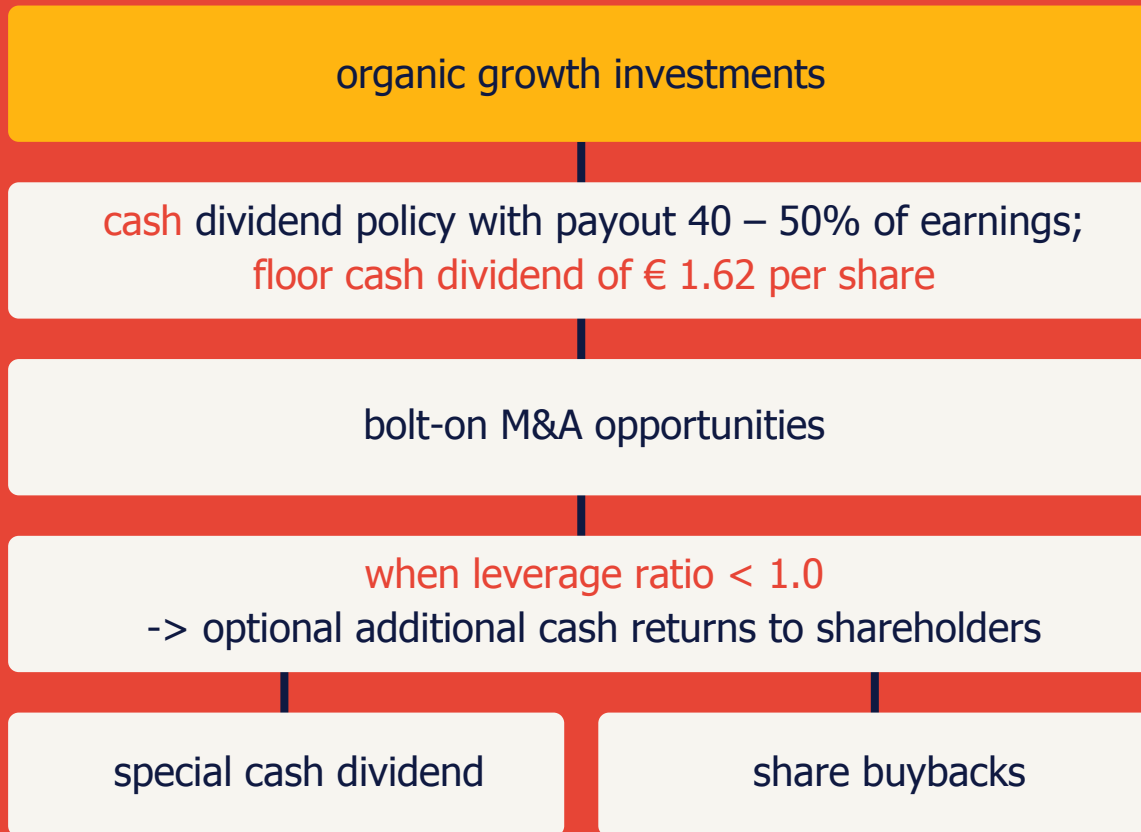 organic growth investments
cash dividend policy with payout 40 – 50% of earnings;
floor cash dividend of € 1.62 per share
bolt-on M&A opportunities
when leverage ratio < 1.0
-> optional additional cash returns to shareholders
special cash dividend
share buybacks